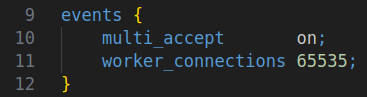 9 events {
10     multi_accept       on;
11     worker_connections 65535;
12 }